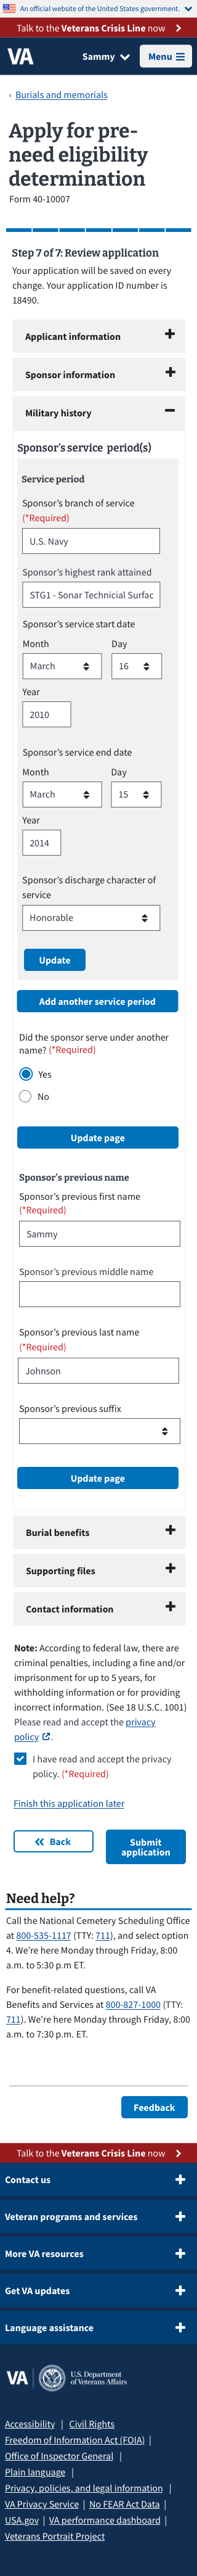 An official website of the United States government.
Talk to the Veterans Crisis Line now
VA
Sammy
Menu
‹ Burials and memorials
Apply for pre-
need eligibility
determination
Form 40-10007
Step 7 of 7: Review application
Your application will be saved on every
change. Your application ID number is
18490.
Applicant information
Sponsor information
Military history
Sponsor's service period(s)
Service period
Sponsor's branch of service
(*Required)
U.S. Navy
Sponsor's highest rank attained
STG1 - Sonar Technicial Surfac
Sponsor's service start date
Month Day
March 16
Year
2010
Sponsor's service end date
Month Day
March 15
Year
2014
Sponsor's discharge character of
service
Honorable
Update
Add another service period
Did the sponsor serve under another
name? (*Required)
Yes
No
Update page
Sponsor's previous name
Sponsor's previous first name
(*Required)
Sammy
Sponsor's previous middle name
Sponsor's previous last name
(*Required)
Johnson
Sponsor's previous suffix
Update page
Burial benefits
Supporting files
Contact information
Note: According to federal law, there are
criminal penalties, including a fine and/or
imprisonment for up to 5 years, for
withholding information or for providing
incorrect information. (See 18 U.S.C. 1001)
Please read and accept the privacy
policy.
I have read and accept the privacy
policy. (*Required)
Finish this application later
Back
Submit
application
Need help?
Call the National Cemetery Scheduling Office
at 800-535-1117 (TTY: 711), and select option
4. We're here Monday through Friday, 8:00
a.m. to 5:30 p.m ET.
For benefit-related questions, call VA
Benefits and Services at 800-827-1000 (TTY:
711). We're here Monday through Friday, 8:00
a.m. to 7:30 p.m. ET.
Feedback
Talk to the Veterans Crisis Line now
Contact us
Veteran programs and services
More VA resources
Get VA updates
Language assistance
VA
U.S. Department
of Veterans Affairs
Accessibility | Civil Rights
Freedom of Information Act (FOIA) |
Office of Inspector General |
Plain language |
Privacy, policies, and legal information |
VA Privacy Service | No FEAR Act Data |
USA.gov | VA performance dashboard |
Veterans Portrait Project